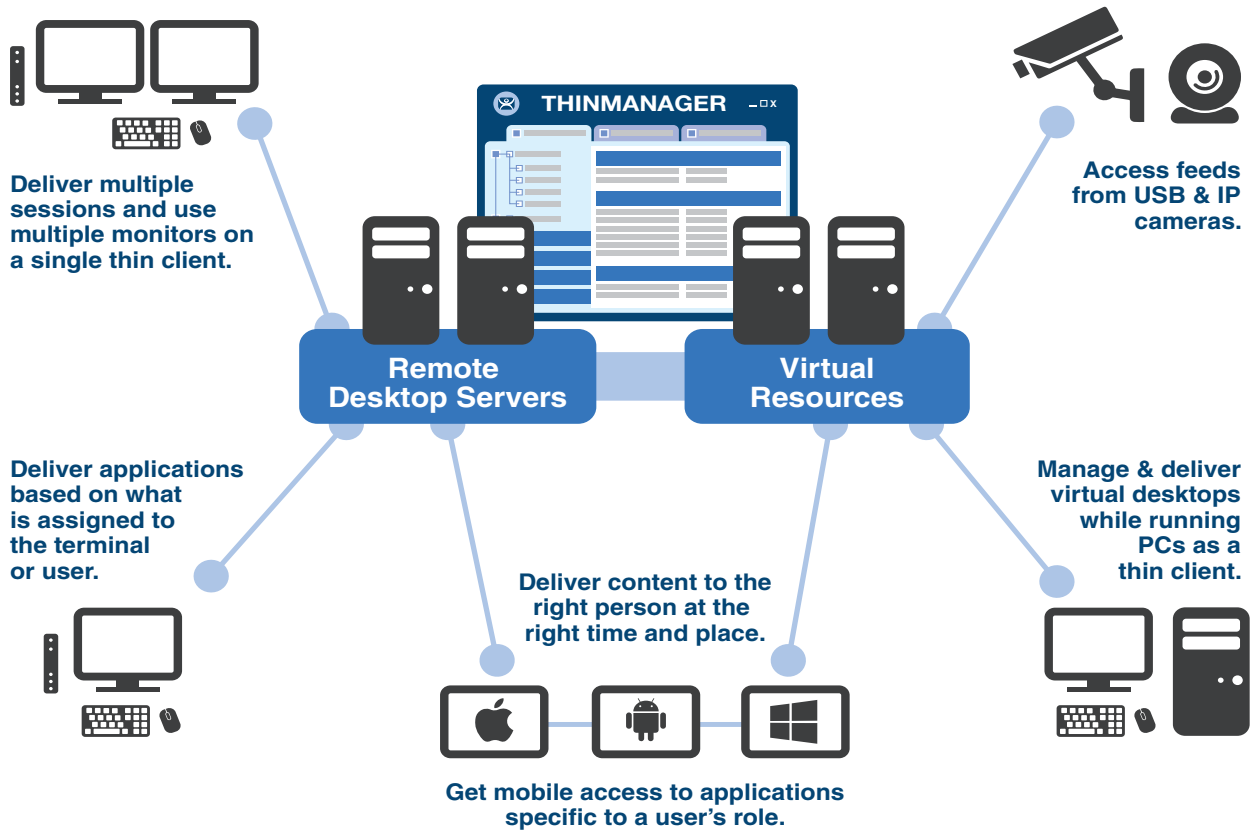 THINMANAGER
Deliver multiple
sessions and use
multiple monitors on
a single thin client.
Access feeds
from USB & IP
cameras.
Remote
Desktop Servers
Virtual
Resources
Deliver applications
based on what
is assigned to
the terminal
or user.
Manage & deliver
virtual desktops
while running
PCs as a
thin client.
Deliver content to the
right person at the
right time and place.
Get mobile access to applications
specific to a user's role.